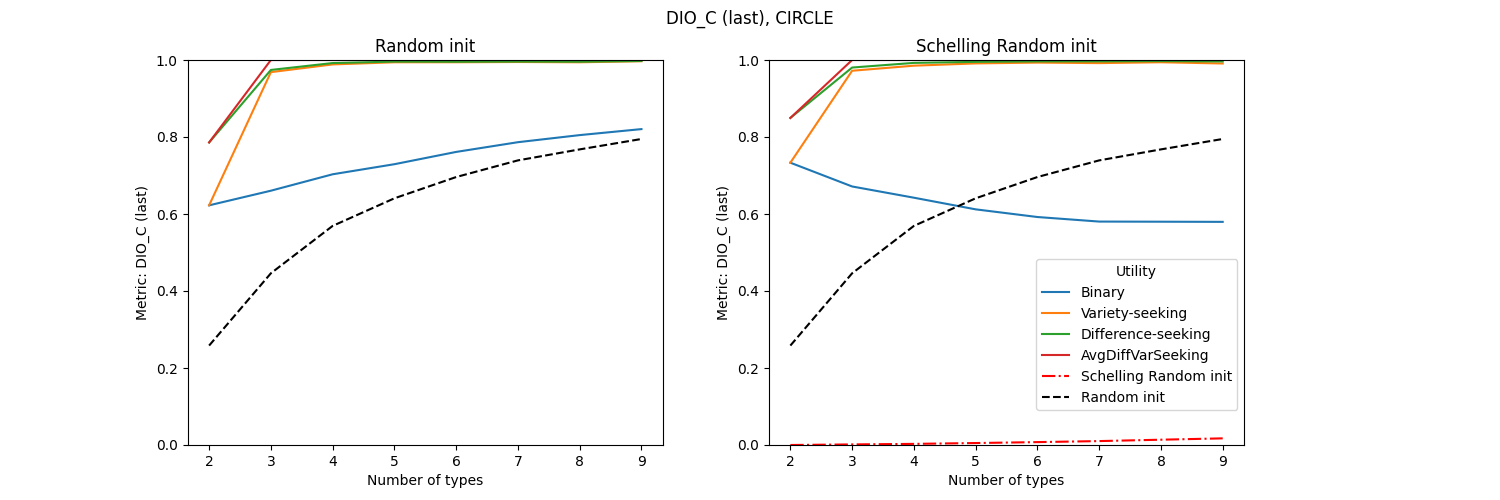 DIO_C (last), CIRCLE
Random init
Metric: DIO_C (last)
1.0
0.8
0.6
0.4
0.2
0.0
2 3 4 5 6 7 8 9
Number of types
Schelling Random init
Metric: DIO_C (last)
1.0
0.8
0.6
0.4
0.2
0.0
Utility
Binary
Variety-seeking
Difference-seeking
AvgDiffVarSeeking
Schelling Random init
Random init
2 3 4 5 6 7 8 9
Number of types